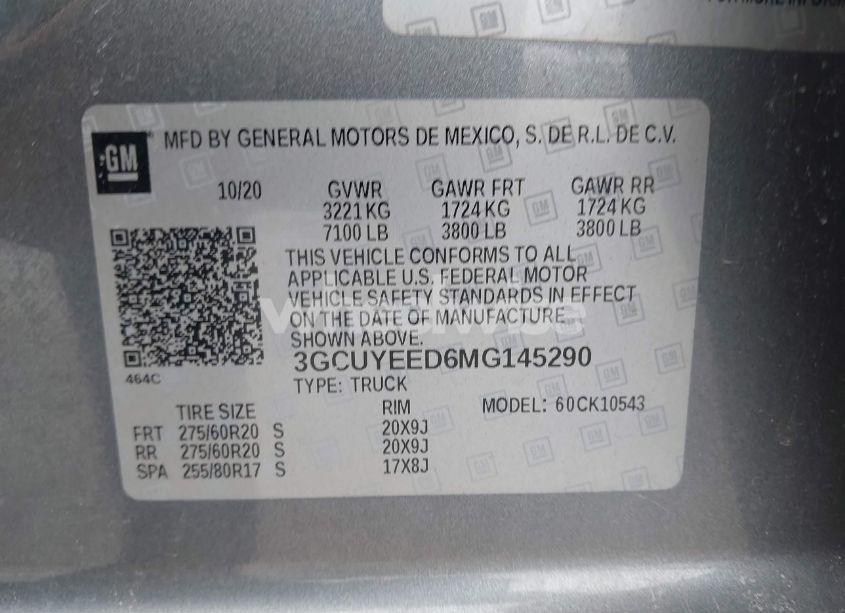 GM
MFD BY GENERAL MOTORS DE MEXICO, S. DE R.L. DE C.V.
10/20 GVWR GAWR FRT GAWR RR
3221 KG 1724 KG 1724 KG
7100 LB 3800 LB 3800 LB
THIS VEHICLE CONFORMS TO ALL
APPLICABLE U.S. FEDERAL MOTOR
VEHICLE SAFETY STANDARDS IN EFFECT
ON THE DATE OF MANUFACTURE
SHOWN ABOVE.
3GCUYEED6MG145290
464C
TYPE: TRUCK
TIRE SIZE RIM MODEL: 60CK10543
FRT 275/60R20 S 20X9J
RR 275/60R20 S 20X9J
SPA 255/80R17 S 17X8J